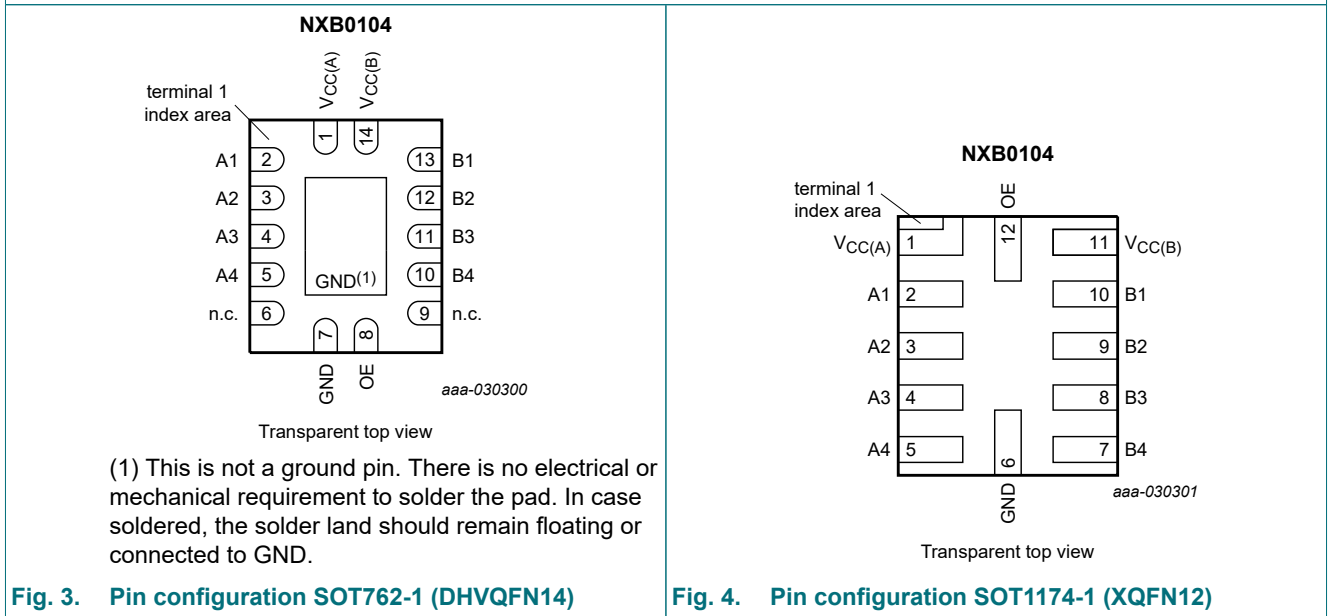 NXB0104
VCC(A)
VCC(B)
terminal 1
index area
1
14
A1 2
13 B1
A2 3
12 B2
A3 4
11 B3
A4 5
10 B4
GND(1)
n.c. 6
9 n.c.
7
8
GND
OE
aaa-030300
Transparent top view
(1) This is not a ground pin. There is no electrical or
mechanical requirement to solder the pad. In case
soldered, the solder land should remain floating or
connected to GND.
Fig. 3. Pin configuration SOT762-1 (DHVQFN14)
NXB0104
terminal 1
index area
OE
12
VCC(A) 1
11 VCC(B)
A1 2
10 B1
A2 3
9 B2
A3 4
8 B3
A4 5
7 B4
6
GND
aaa-030301
Transparent top view
Fig. 4. Pin configuration SOT1174-1 (XQFN12)